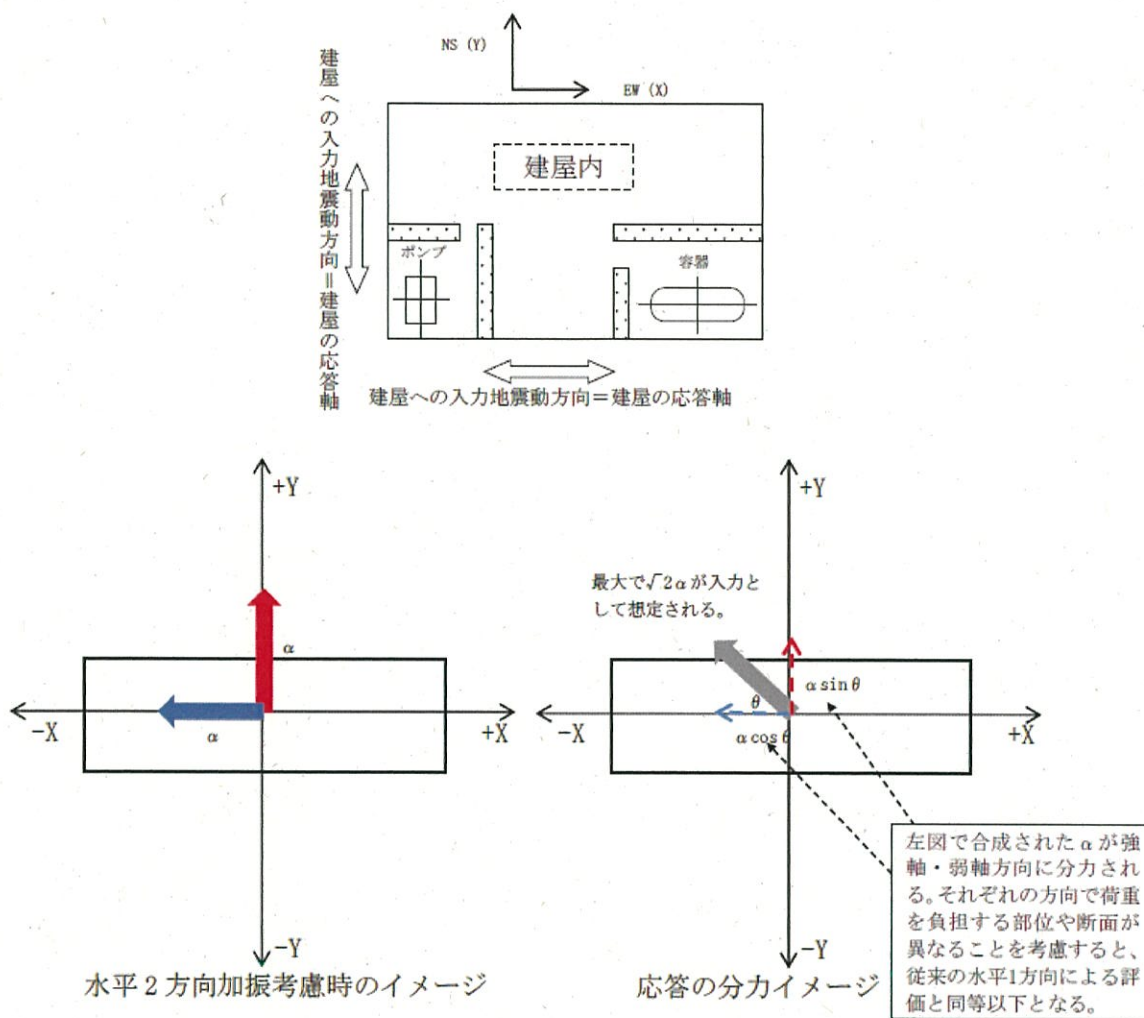 NS (Y)
EW (X)
建屋への入力地震動方向＝建屋の応答軸
建屋内
ポンプ
容器
建屋への入力地震動方向＝建屋の応答軸
+Y
α
-X
α
+X
-Y
水平２方向加振考慮時のイメージ
+Y
最大で√2αが入力と
して想定される。
α sin θ
θ
-X
α cos θ
+X
-Y
応答の分力イメージ
左図で合成されたαが強
軸・弱軸方向に分力され
る。それぞれの方向で荷重
を負担する部位や断面が
異なることを考慮すると、
従来の水平1方向による評
価と同等以下となる。